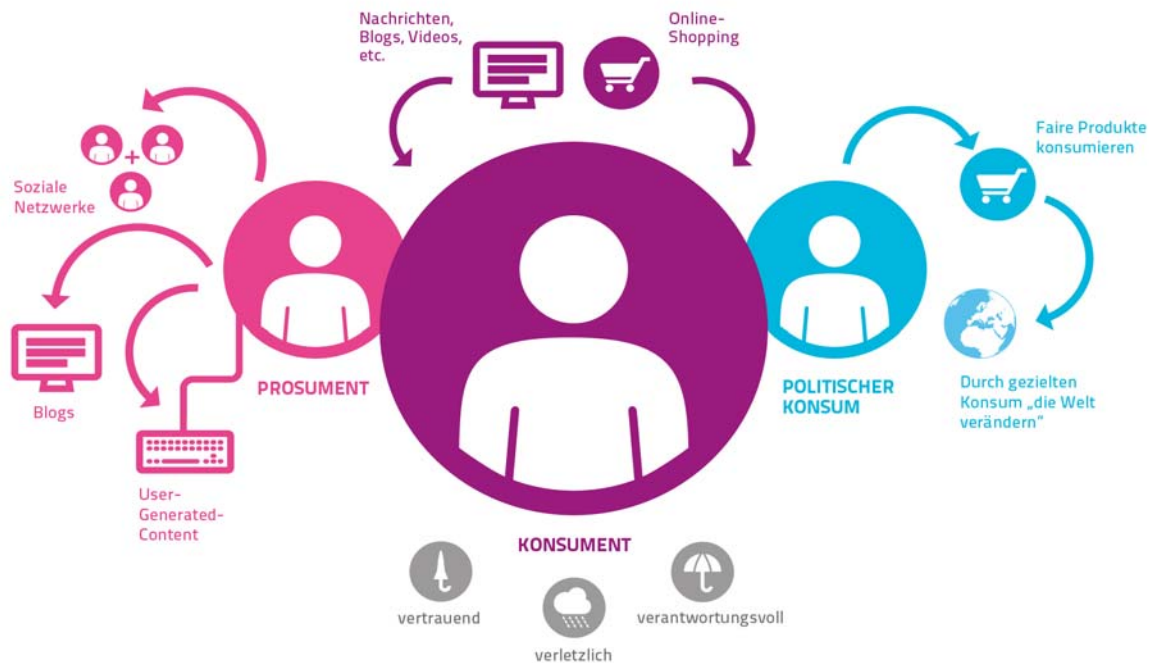 Nachrichten,
Blogs, Videos,
etc.
Online-
Shopping
Soziale
Netzwerke
Blogs
User-
Generated-
Content
PROSUMENT
KONSUMENT
vertrauend
verletzlich
verantwortungsvoll
POLITISCHER
KONSUM
Faire Produkte
konsumieren
Durch gezielten
Konsum „die Welt
verändern“